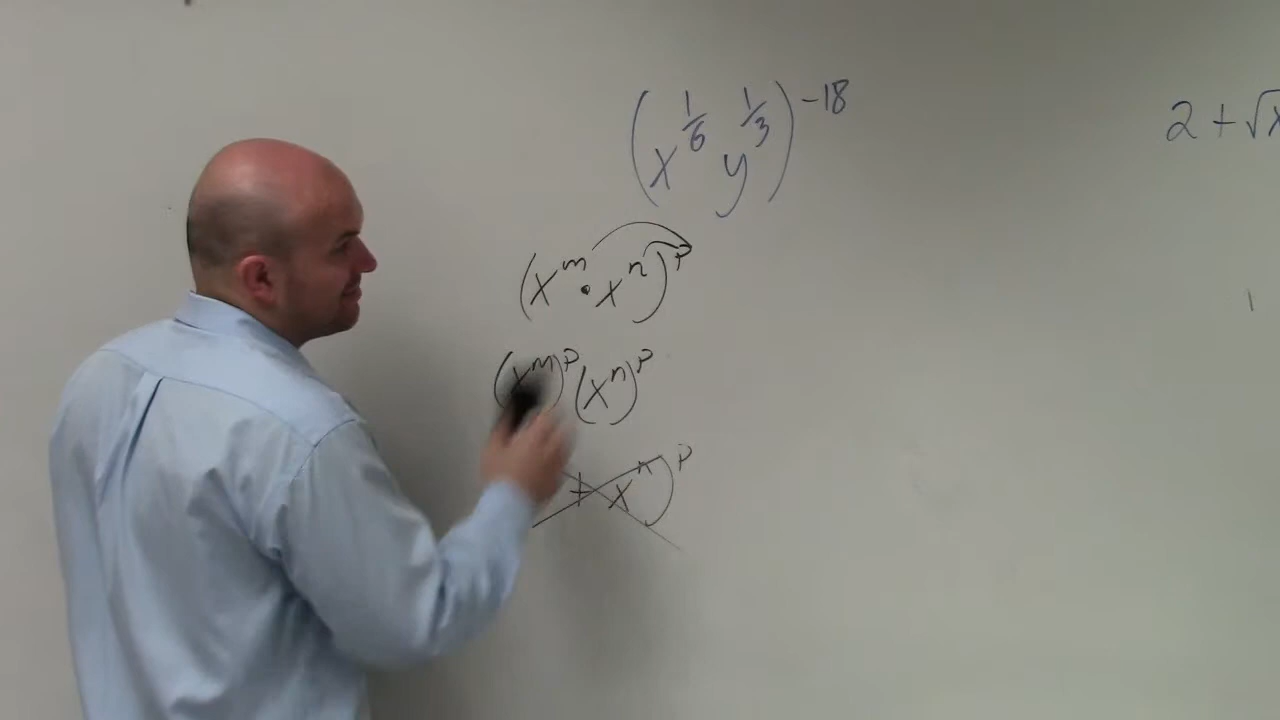 (x^{1/6} y^{1/3})^{-18}
2 + √x
(x^m · x^n)^p
(x^m)^p (x^n)^p
+ x^n)^p